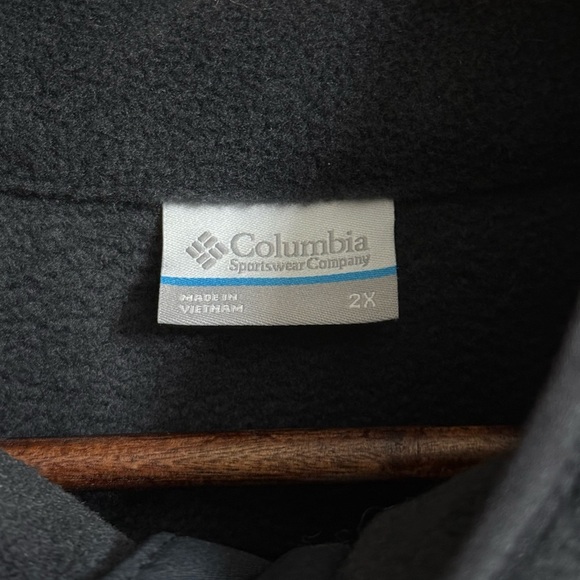 Columbia
Sportswear Company
MADE IN
VIETNAM
2X